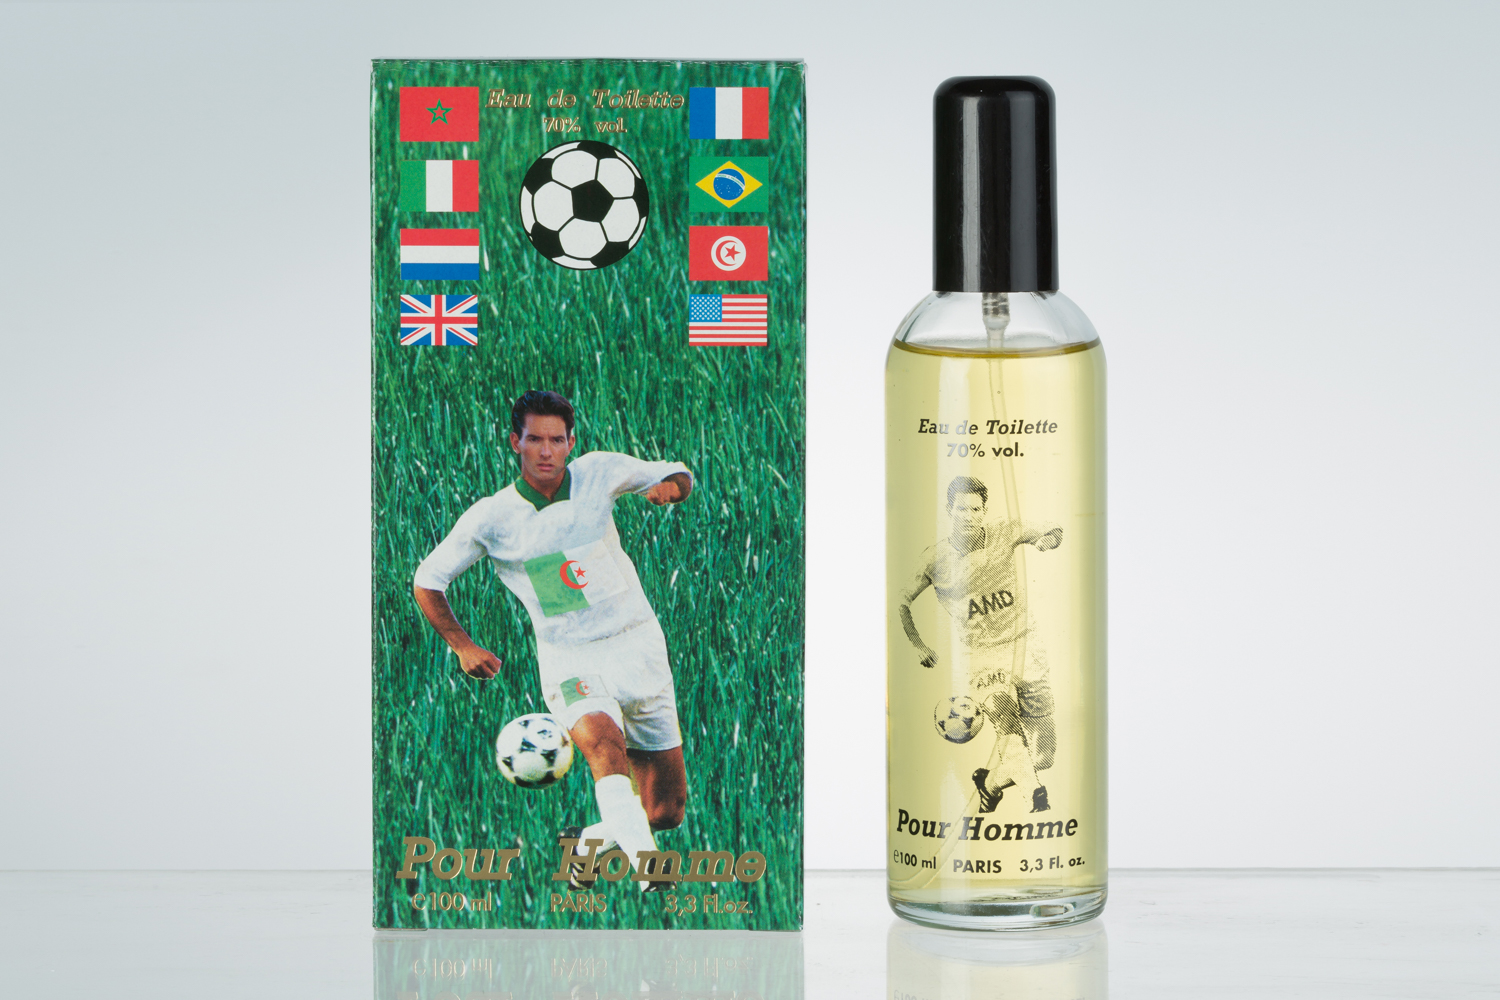 Eau de Toilette
70% vol.
Pour Homme
℮100 ml PARIS 3,3 Fl.oz.
Eau de Toilette
70% vol.
AMD
AMD
Pour Homme
℮100 ml PARIS 3,3 Fl. oz.